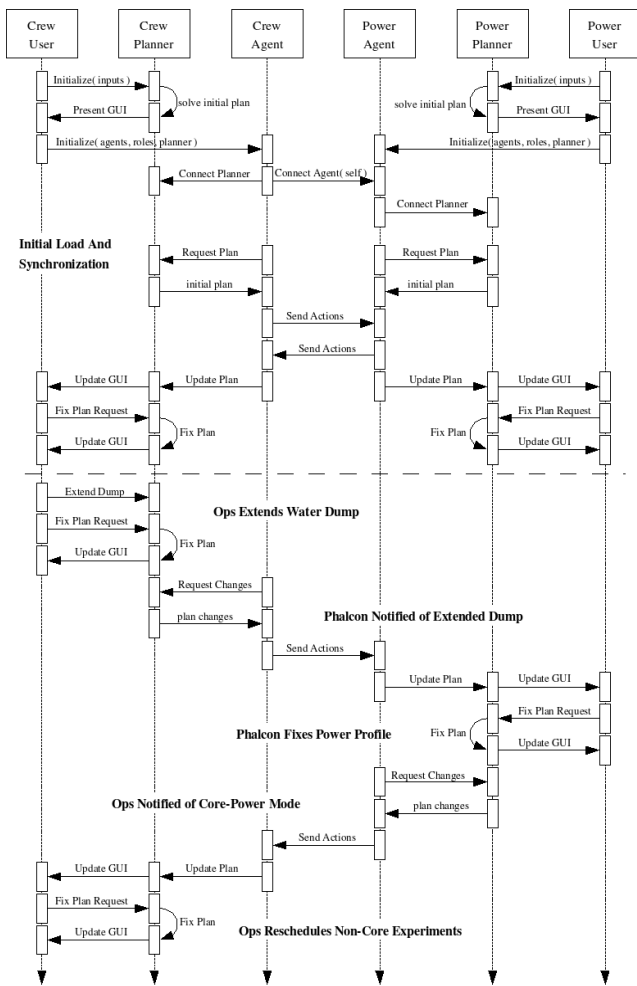 Crew User
Crew Planner
Crew Agent
Power Agent
Power Planner
Power User
Initialize( inputs )
Initialize( inputs )
solve initial plan
solve initial plan
Present GUI
Present GUI
Initialize( agents, roles, planner )
Initialize( agents, roles, planner )
Connect Planner
Connect Agent( self )
Connect Planner
Initial Load And
Synchronization
Request Plan
Request Plan
initial plan
initial plan
Send Actions
Send Actions
Update GUI
Update Plan
Update Plan
Update GUI
Fix Plan Request
Fix Plan Request
Fix Plan
Fix Plan
Update GUI
Update GUI
Extend Dump
Ops Extends Water Dump
Fix Plan Request
Fix Plan
Update GUI
Request Changes
Phalcon Notified of Extended Dump
plan changes
Send Actions
Update Plan
Update GUI
Fix Plan Request
Phalcon Fixes Power Profile
Fix Plan
Update GUI
Request Changes
Ops Notified of Core-Power Mode
plan changes
Send Actions
Update GUI
Update Plan
Fix Plan Request
Fix Plan
Ops Reschedules Non-Core Experiments
Update GUI